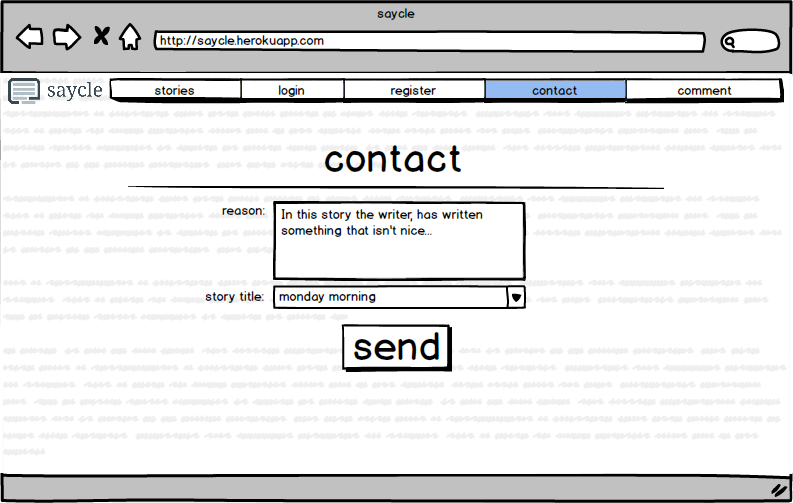 saycle
http://saycle.herokuapp.com
saycle stories login register contact comment
contact
reason: In this story the writer, has written
something that isn't nice...
story title: monday morning
send